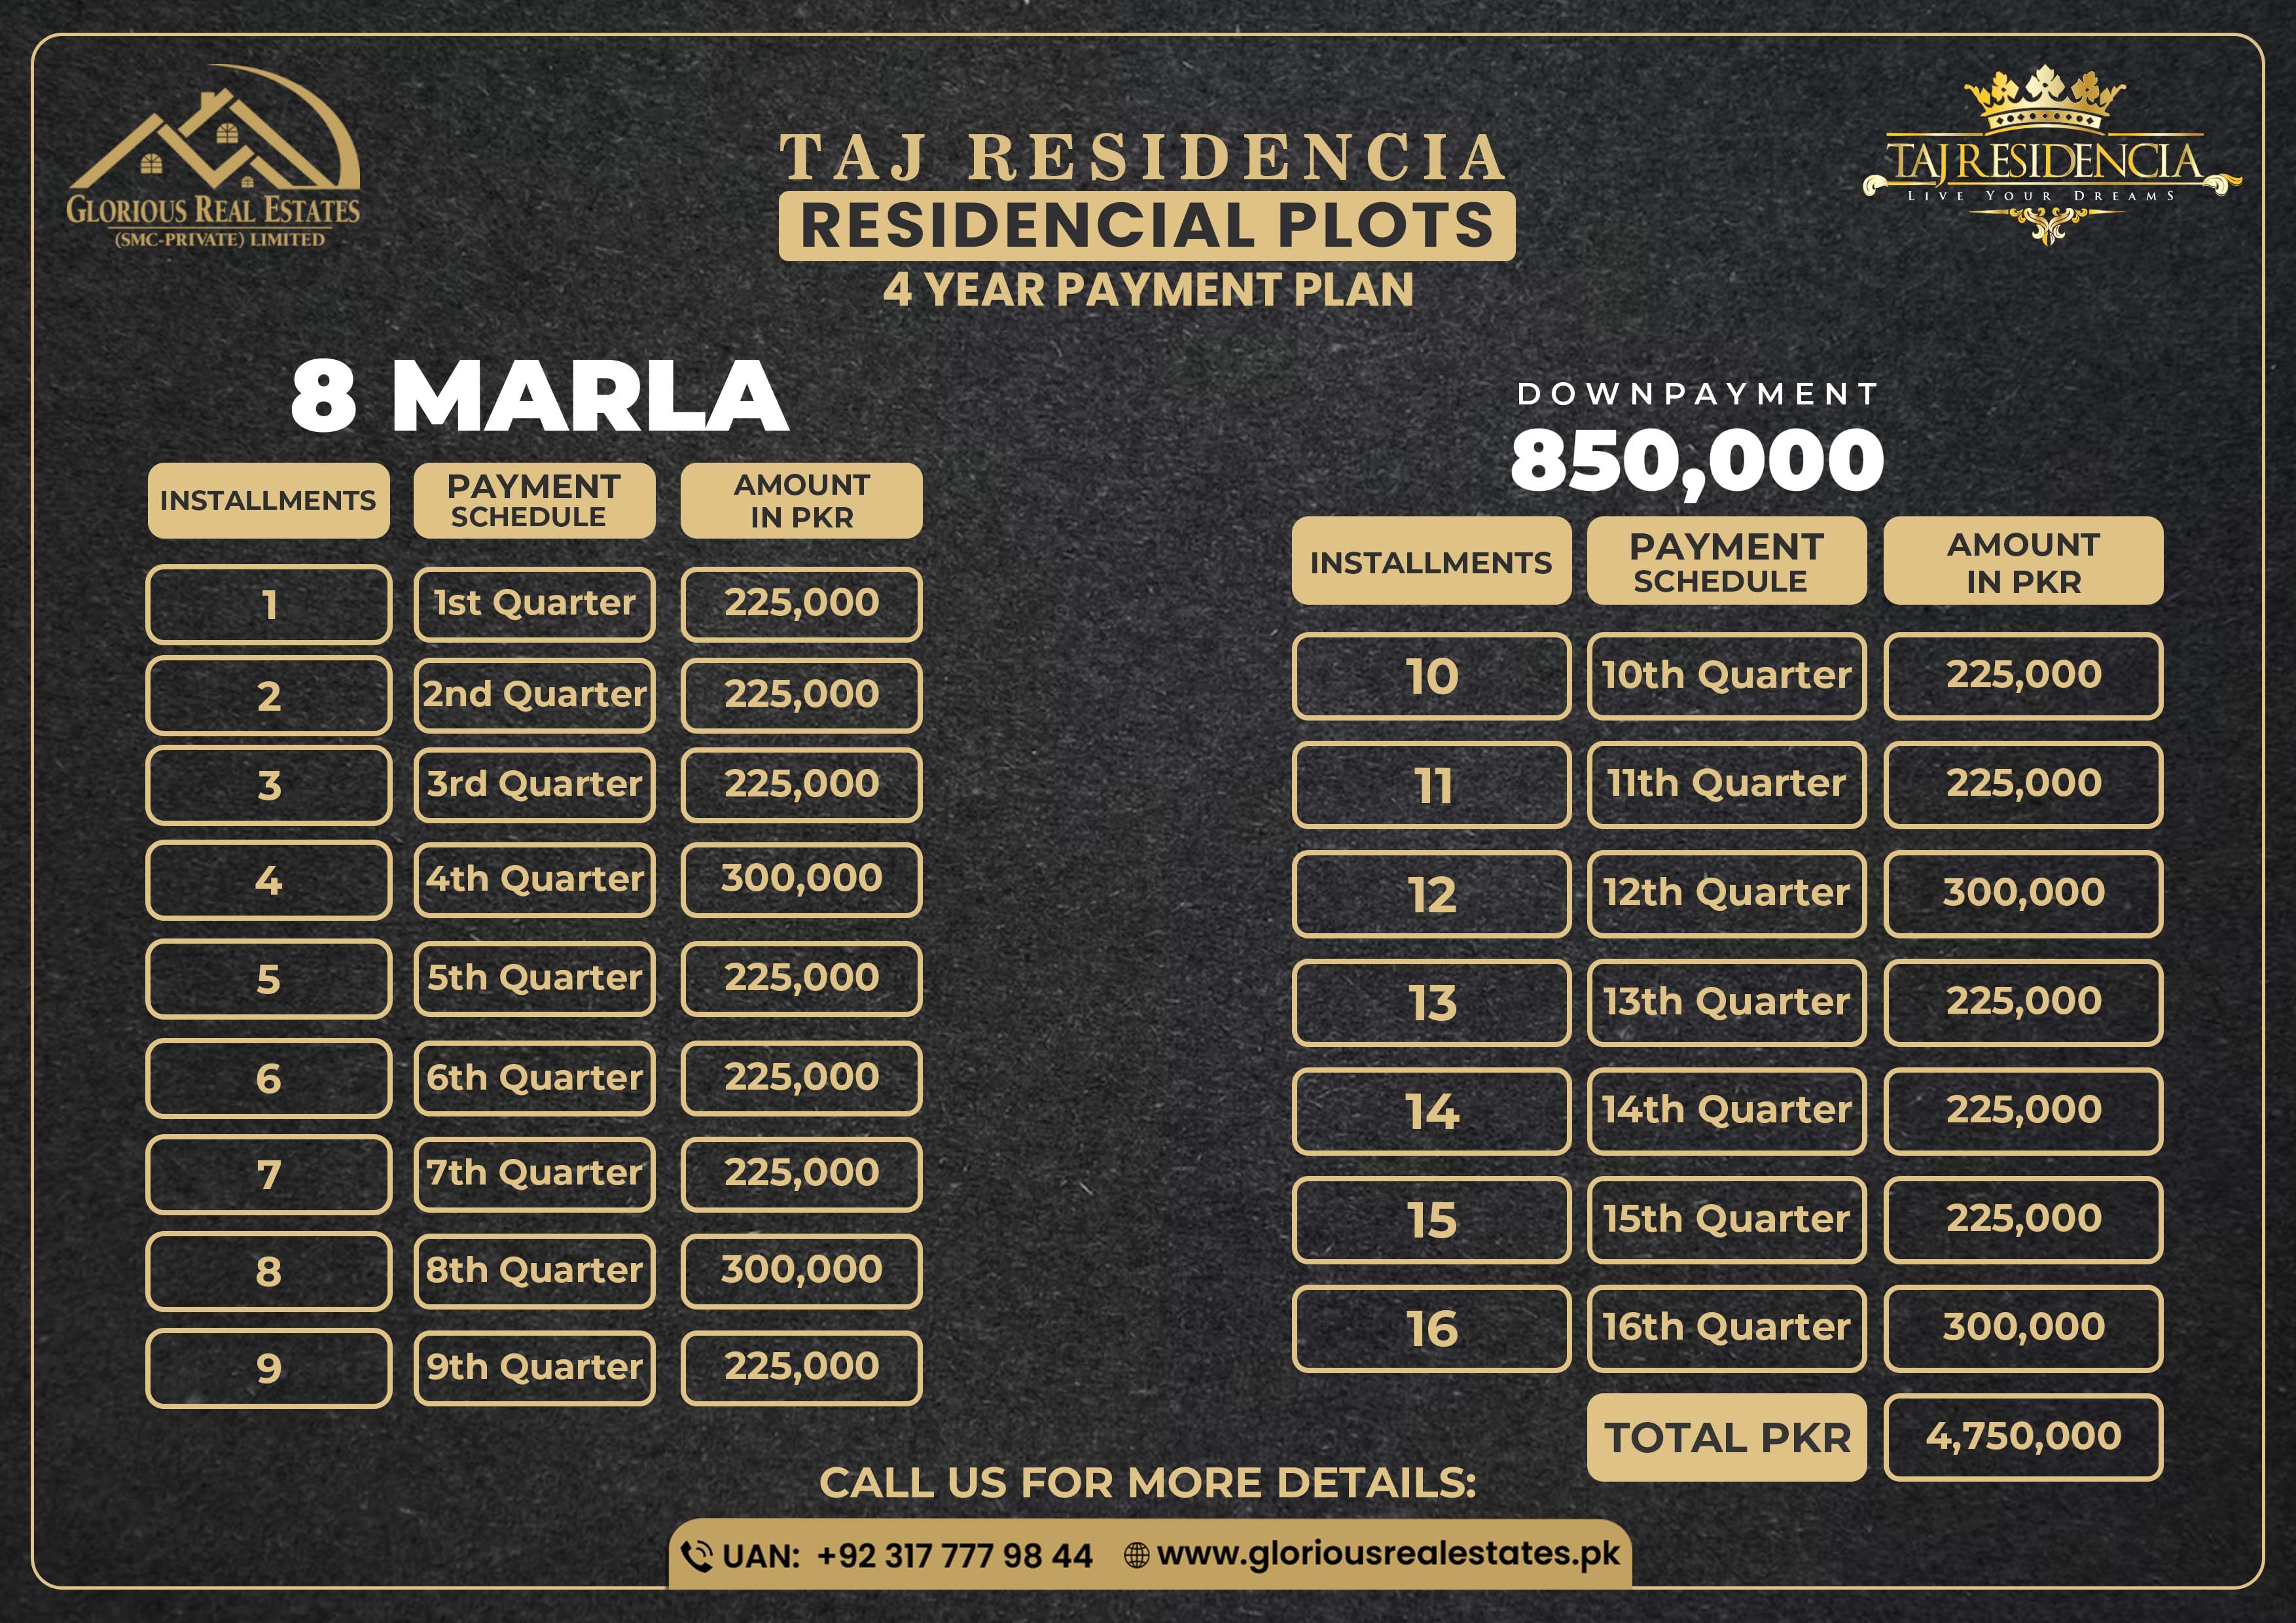 GLORIOUS REAL ESTATES
(SMC-PRIVATE) LIMITED
TAJ RESIDENCIA
RESIDENCIAL PLOTS
4 YEAR PAYMENT PLAN
TAJ RESIDENCIA
LIVE YOUR DREAMS
8 MARLA
INSTALLMENTS PAYMENT SCHEDULE AMOUNT IN PKR
1 1st Quarter 225,000
2 2nd Quarter 225,000
3 3rd Quarter 225,000
4 4th Quarter 300,000
5 5th Quarter 225,000
6 6th Quarter 225,000
7 7th Quarter 225,000
8 8th Quarter 300,000
9 9th Quarter 225,000
DOWNPAYMENT
850,000
INSTALLMENTS PAYMENT SCHEDULE AMOUNT IN PKR
10 10th Quarter 225,000
11 11th Quarter 225,000
12 12th Quarter 300,000
13 13th Quarter 225,000
14 14th Quarter 225,000
15 15th Quarter 225,000
16 16th Quarter 300,000
TOTAL PKR 4,750,000
CALL US FOR MORE DETAILS:
UAN: +92 317 777 98 44 www.gloriousrealestates.pk